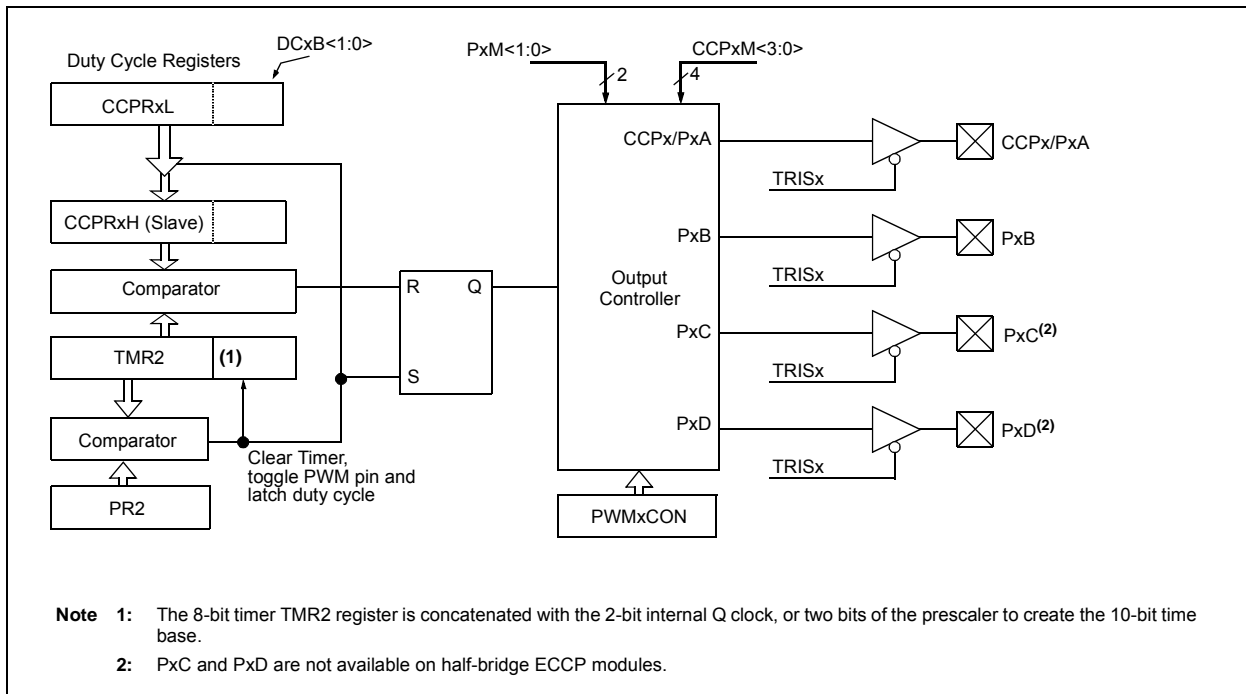 DCxB<1:0>
Duty Cycle Registers
CCPRxL
CCPRxH (Slave)
Comparator
TMR2
(1)
Comparator
PR2
Clear Timer,
toggle PWM pin and
latch duty cycle
R
Q
S
PxM<1:0>
2
CCPxM<3:0>
4
Output
Controller
CCPx/PxA
PxB
PxC
PxD
PWMxCON
TRISx
CCPx/PxA
TRISx
PxB
TRISx
PxC(2)
TRISx
PxD(2)
Note 1: The 8-bit timer TMR2 register is concatenated with the 2-bit internal Q clock, or two bits of the prescaler to create the 10-bit time
base.
2: PxC and PxD are not available on half-bridge ECCP modules.